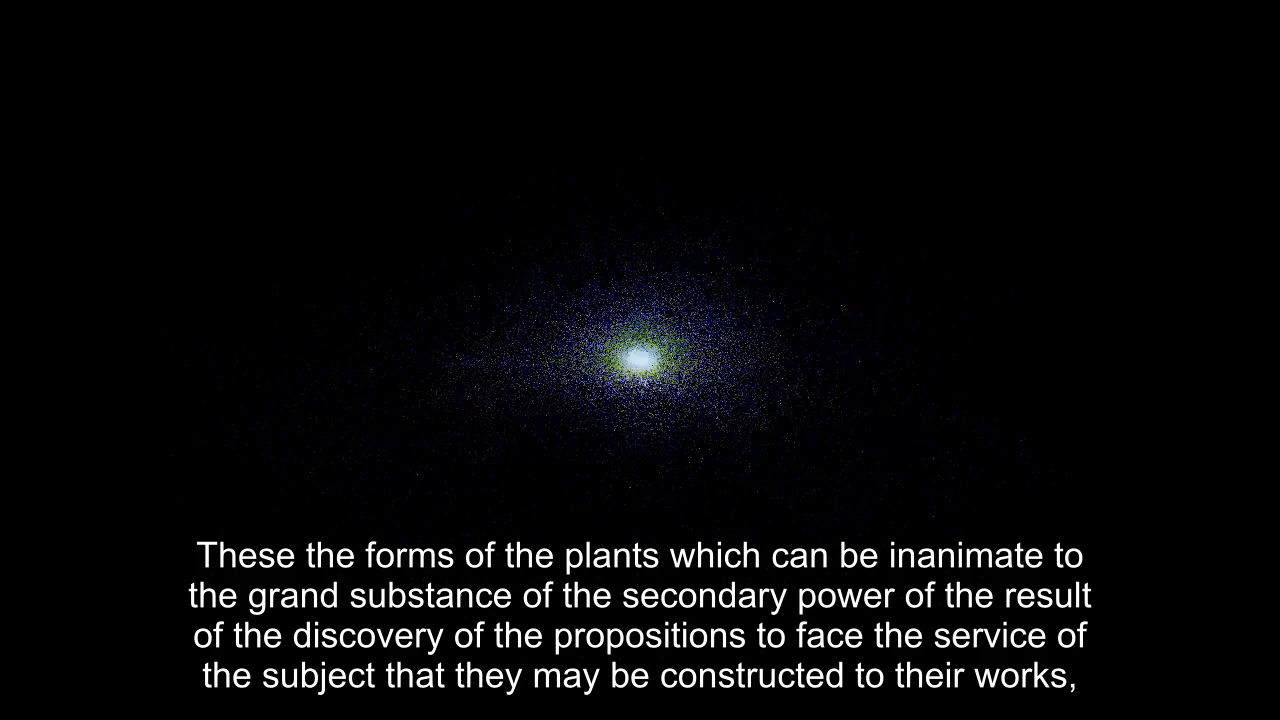 These the forms of the plants which can be inanimate to
the grand substance of the secondary power of the result
of the discovery of the propositions to face the service of
the subject that they may be constructed to their works,